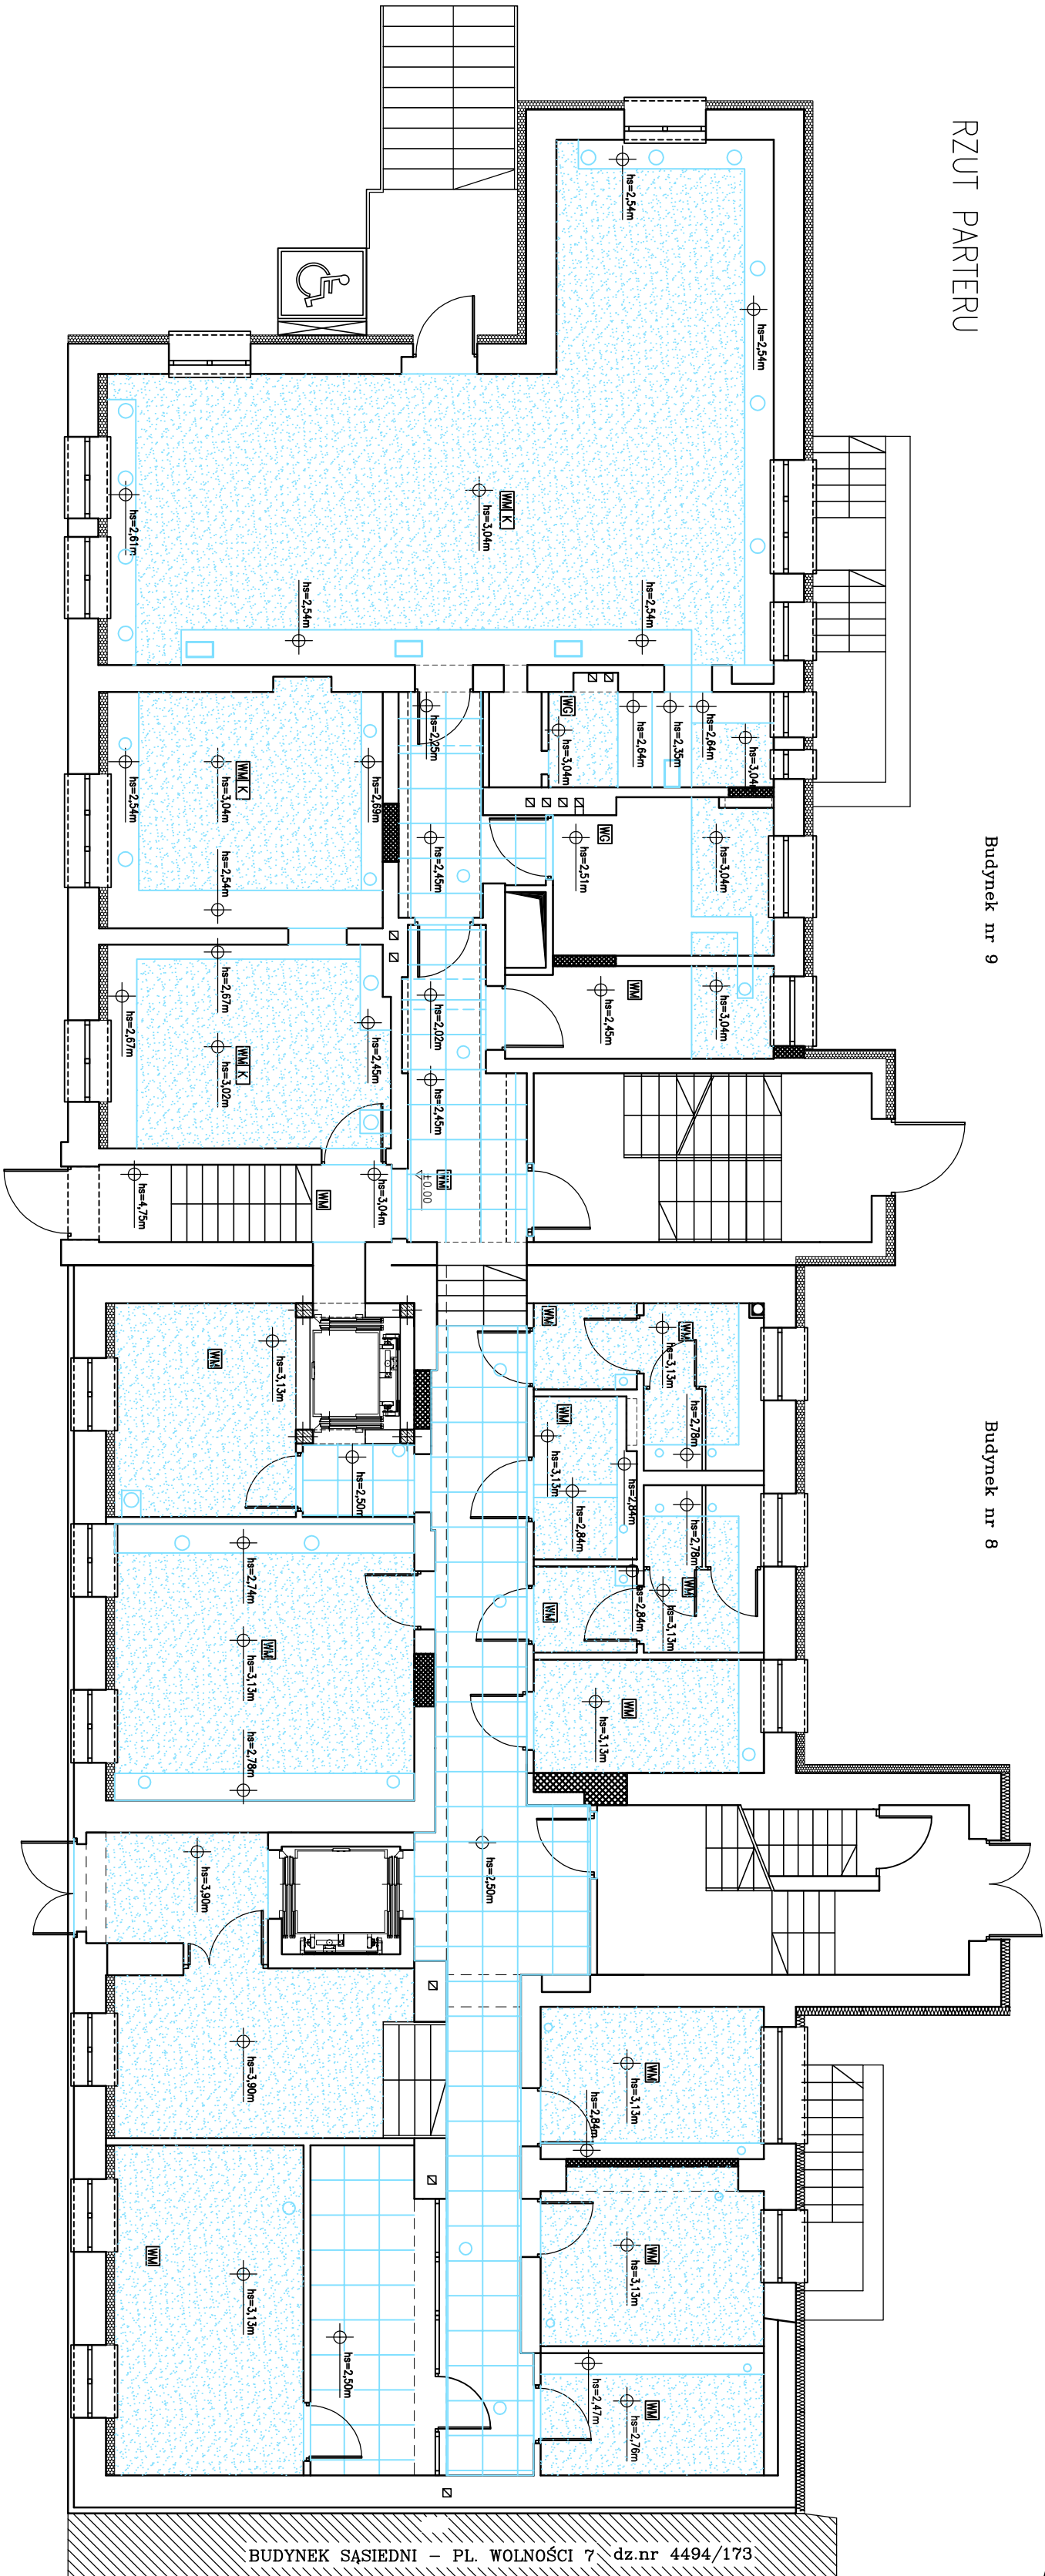 RZUT PARTERU
Budynek nr 9
Budynek nr 8
hs=2,54m
hs=2,54m
WM K
hs=3,04m
hs=2,61m
hs=2,54m
hs=2,54m
hs=3,04m
hs=2,64m
hs=2,35m
hs=2,64m
WG
hs=3,04m
hs=2,25m
hs=2,69m
WM K
hs=3,04m
hs=2,54m
hs=2,54m
hs=3,04m
WG
hs=2,51m
hs=2,45m
hs=3,04m
WM
hs=2,45m
hs=2,02m
hs=2,45m
hs=2,45m
hs=2,67m
WM K
hs=3,02m
hs=2,67m
WM
±0.00
hs=3,04m
WM
hs=4,75m
WM
hs=3,13m
hs=2,78m
WM
WM
hs=3,13m
hs=2,84m
hs=2,84m
hs=3,13m
WM
hs=2,50m
hs=2,78m
WM
hs=3,13m
hs=2,84m
WM
hs=2,74m
WM
hs=3,13m
hs=2,78m
WM
hs=3,13m
hs=2,50m
hs=3,90m
hs=3,90m
WM
hs=3,13m
hs=2,84m
WM
hs=3,13m
WM
hs=3,13m
hs=2,50m
hs=2,47m
WM
hs=2,76m
BUDYNEK SĄSIEDNI – PL. WOLNOŚCI 7 dz.nr 4494/173